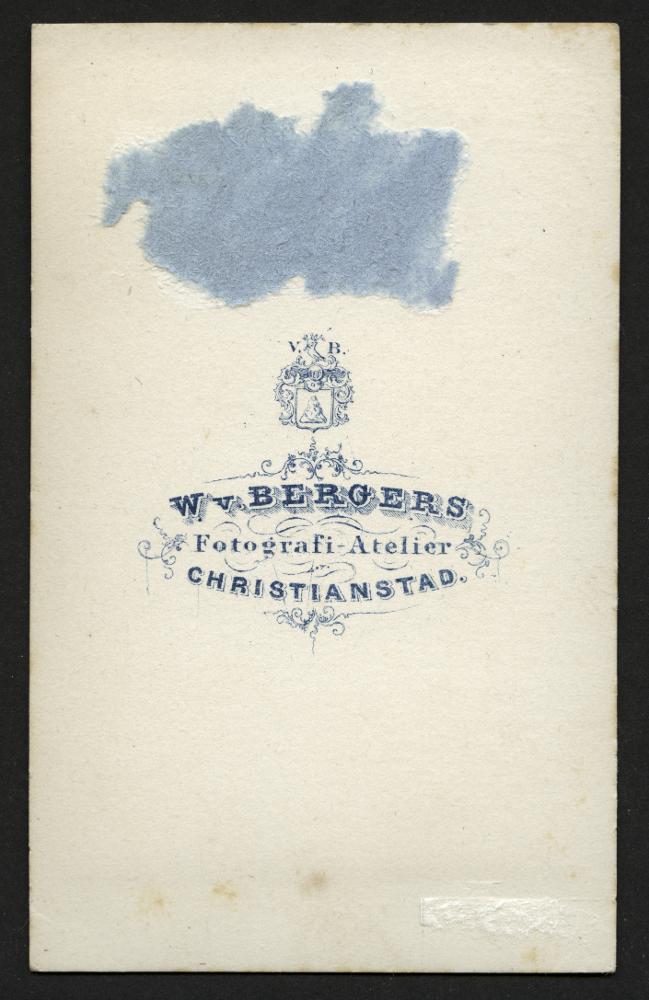 V. B.
W v. BERGERS
Fotografi-Atelier
CHRISTIANSTAD.